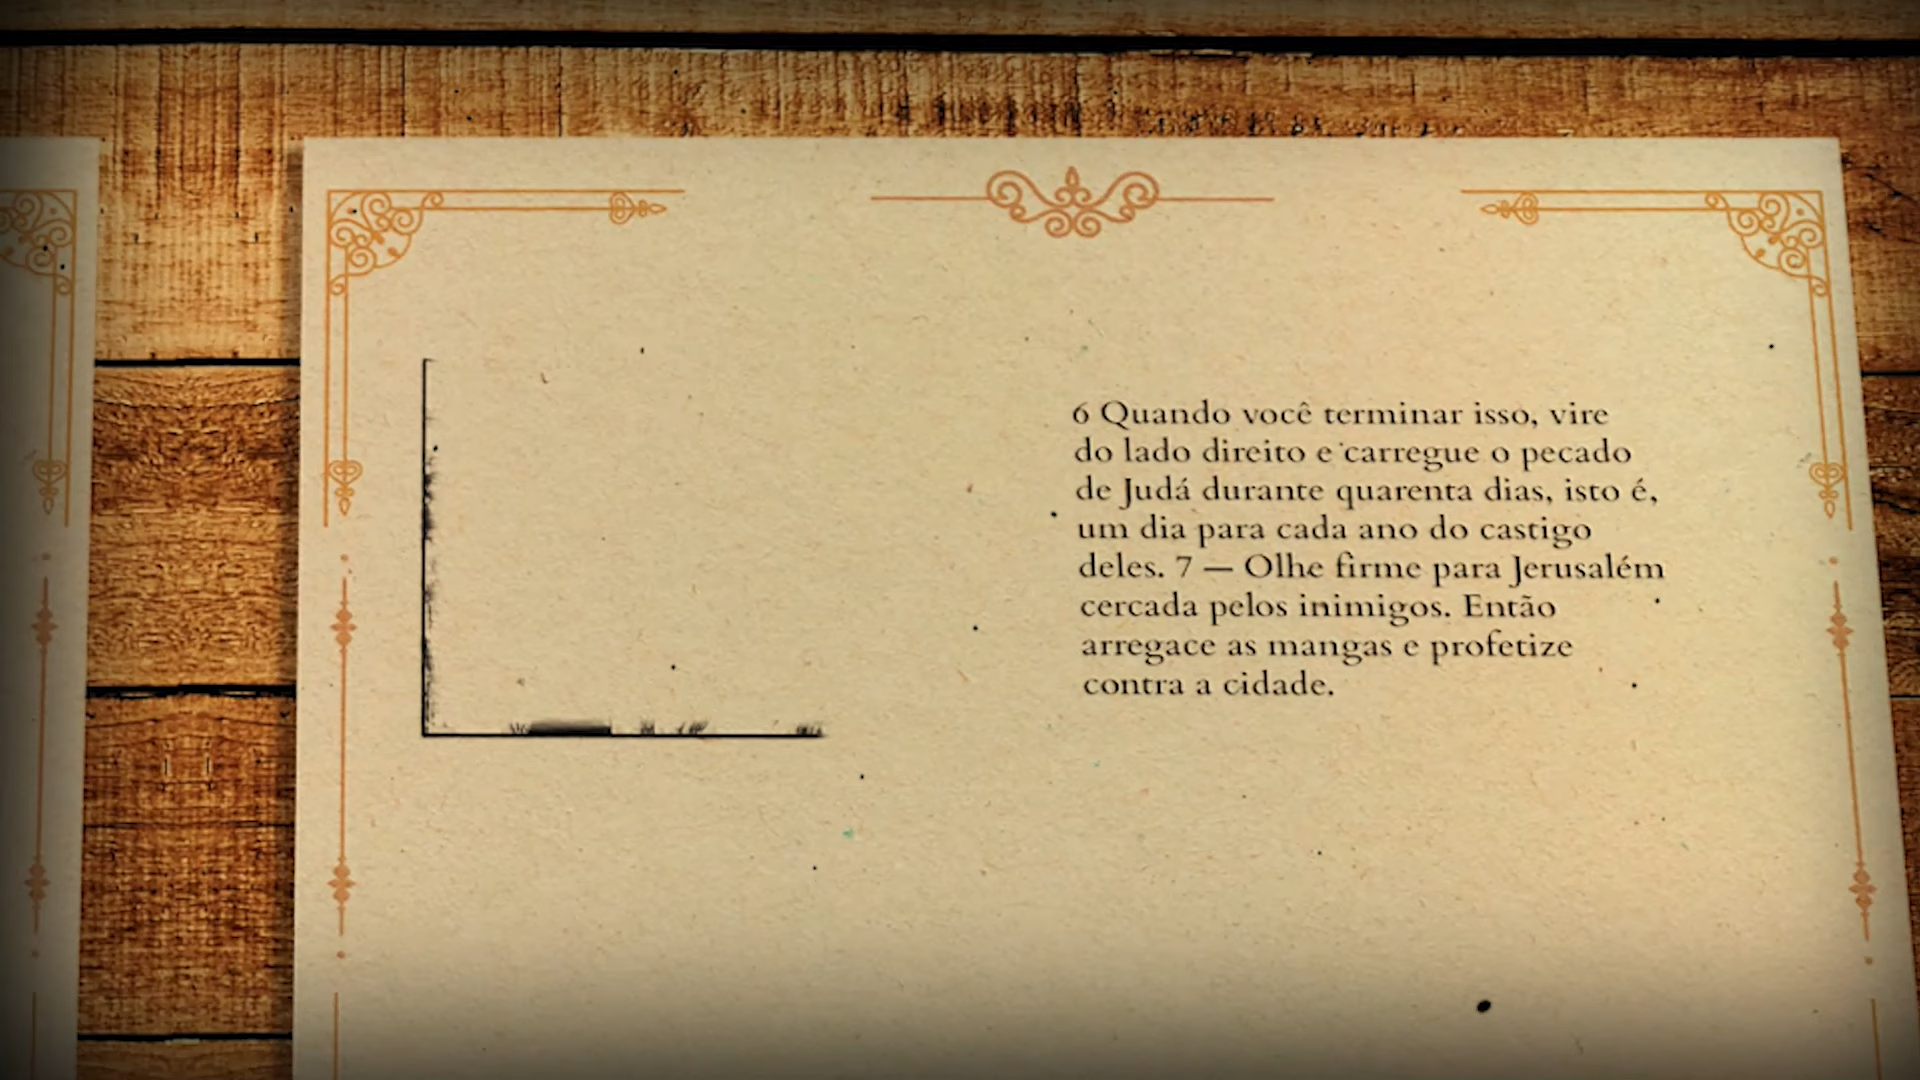 6 Quando você terminar isso, vire
do lado direito e carregue o pecado
de Judá durante quarenta dias, isto é,
um dia para cada ano do castigo
deles. 7 — Olhe firme para Jerusalém
cercada pelos inimigos. Então
arregace as mangas e profetize
contra a cidade.